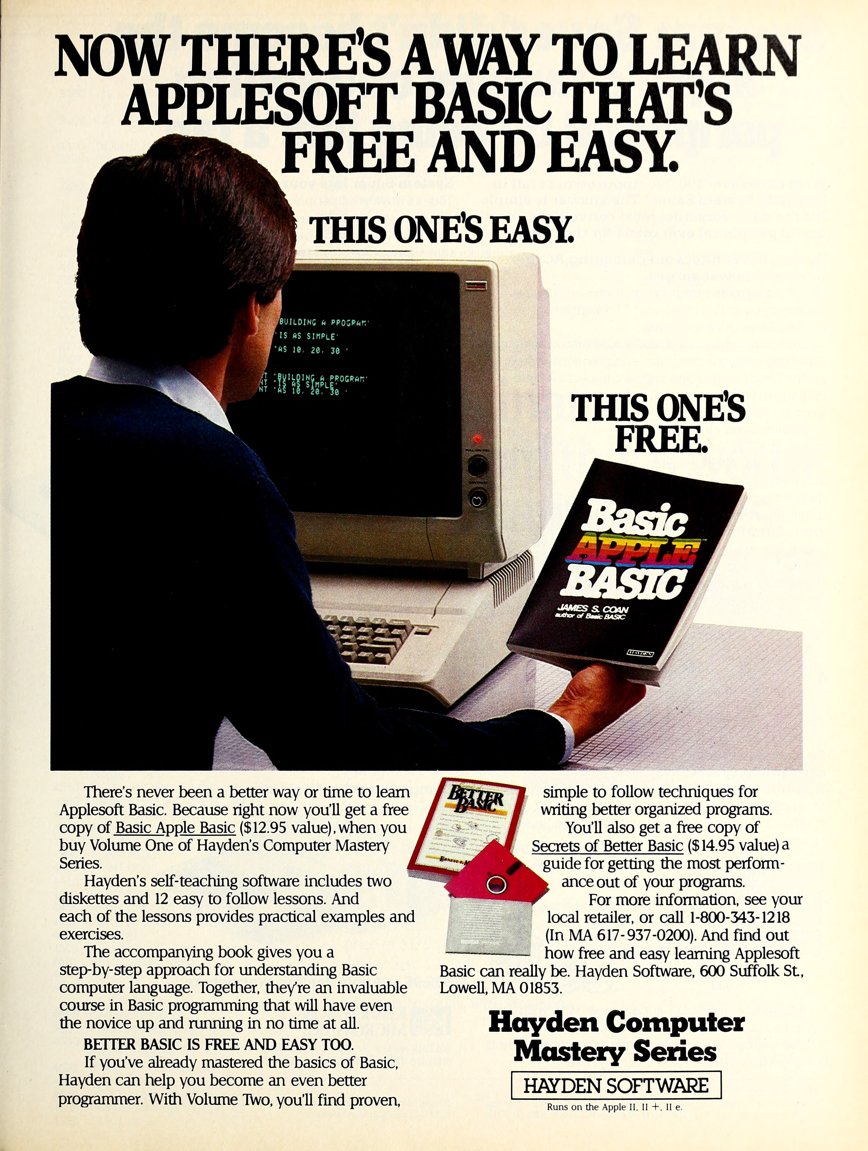 NOW THERE'S A WAY TO LEARN
APPLESOFT BASIC THAT'S
FREE AND EASY.
THIS ONE'S EASY.
BUILDING A PROGRAM'
'IS AS SIMPLE'
'AS 10, 20, 30 '
'BUILDING A PROGRAM'
NT 'IS AS SIMPLE'
NT 'AS 10, 20, 30 '
THIS ONE'S
FREE.
Basic
APPLE™
BASIC
JAMES S. COAN
author of Basic BASIC
HAYDEN
There's never been a better way or time to learn
Applesoft Basic. Because right now you'll get a free
copy of Basic Apple Basic ($12.95 value), when you
buy Volume One of Hayden's Computer Mastery
Series.
Hayden's self-teaching software includes two
diskettes and 12 easy to follow lessons. And
each of the lessons provides practical examples and
exercises.
The accompanying book gives you a
step-by-step approach for understanding Basic
computer language. Together, they're an invaluable
course in Basic programming that will have even
the novice up and running in no time at all.
BETTER BASIC IS FREE AND EASY TOO.
If you've already mastered the basics of Basic,
Hayden can help you become an even better
programmer. With Volume Two, you'll find proven,
BETTER
BASIC
simple to follow techniques for
writing better organized programs.
You'll also get a free copy of
Secrets of Better Basic ($14.95 value) a
guide for getting the most perform-
ance out of your programs.
For more information, see your
local retailer, or call 1-800-343-1218
(In MA 617-937-0200). And find out
how free and easy learning Applesoft
Basic can really be. Hayden Software, 600 Suffolk St.,
Lowell, MA 01853.
Hayden Computer
Mastery Series
HAYDEN SOFTWARE
Runs on the Apple II, II +, II e.